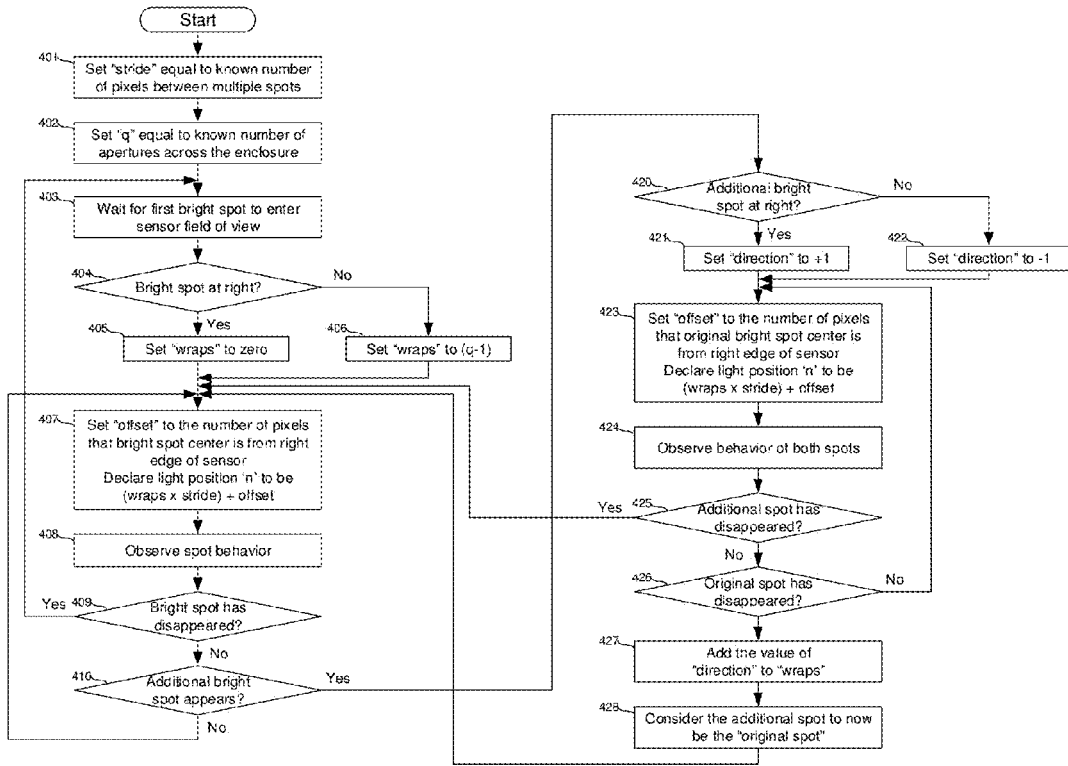 Start
401
Set "stride" equal to known number
of pixels between multiple spots
402
Set "q" equal to known number of
apertures across the enclosure
403
Wait for first bright spot to enter
sensor field of view
404
Bright spot at right?
No
Yes
405
Set "wraps" to zero
406
Set "wraps" to (q-1)
407
Set "offset" to the number of pixels
that bright spot center is from right
edge of sensor
Declare light position 'n' to be
(wraps x stride) + offset
408
Observe spot behavior
409
Bright spot has
disappeared?
Yes
No
410
Additional bright
spot appears?
Yes
No
420
Additional bright
spot at right?
No
Yes
421
Set "direction" to +1
422
Set "direction" to -1
423
Set "offset" to the number of pixels
that original bright spot center is
from right edge of sensor
Declare light position 'n' to be
(wraps x stride) + offset
424
Observe behavior of both spots
425
Additional spot has
disappeared?
Yes
No
426
Original spot has
disappeared?
No
427
Add the value of
"direction" to "wraps"
428
Consider the additional spot to now
be the "original spot"